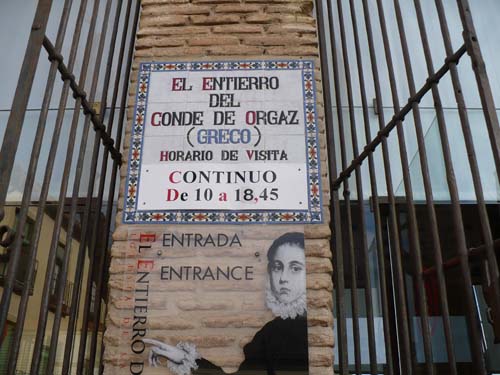 EL ENTIERRO
DEL
CONDE DE ORGAZ
(GRECO)
HORARIO DE VISITA
CONTINUO
DE 10 A 18,45
ENTRADA
ENTRANCE
EL ENTIERRO D